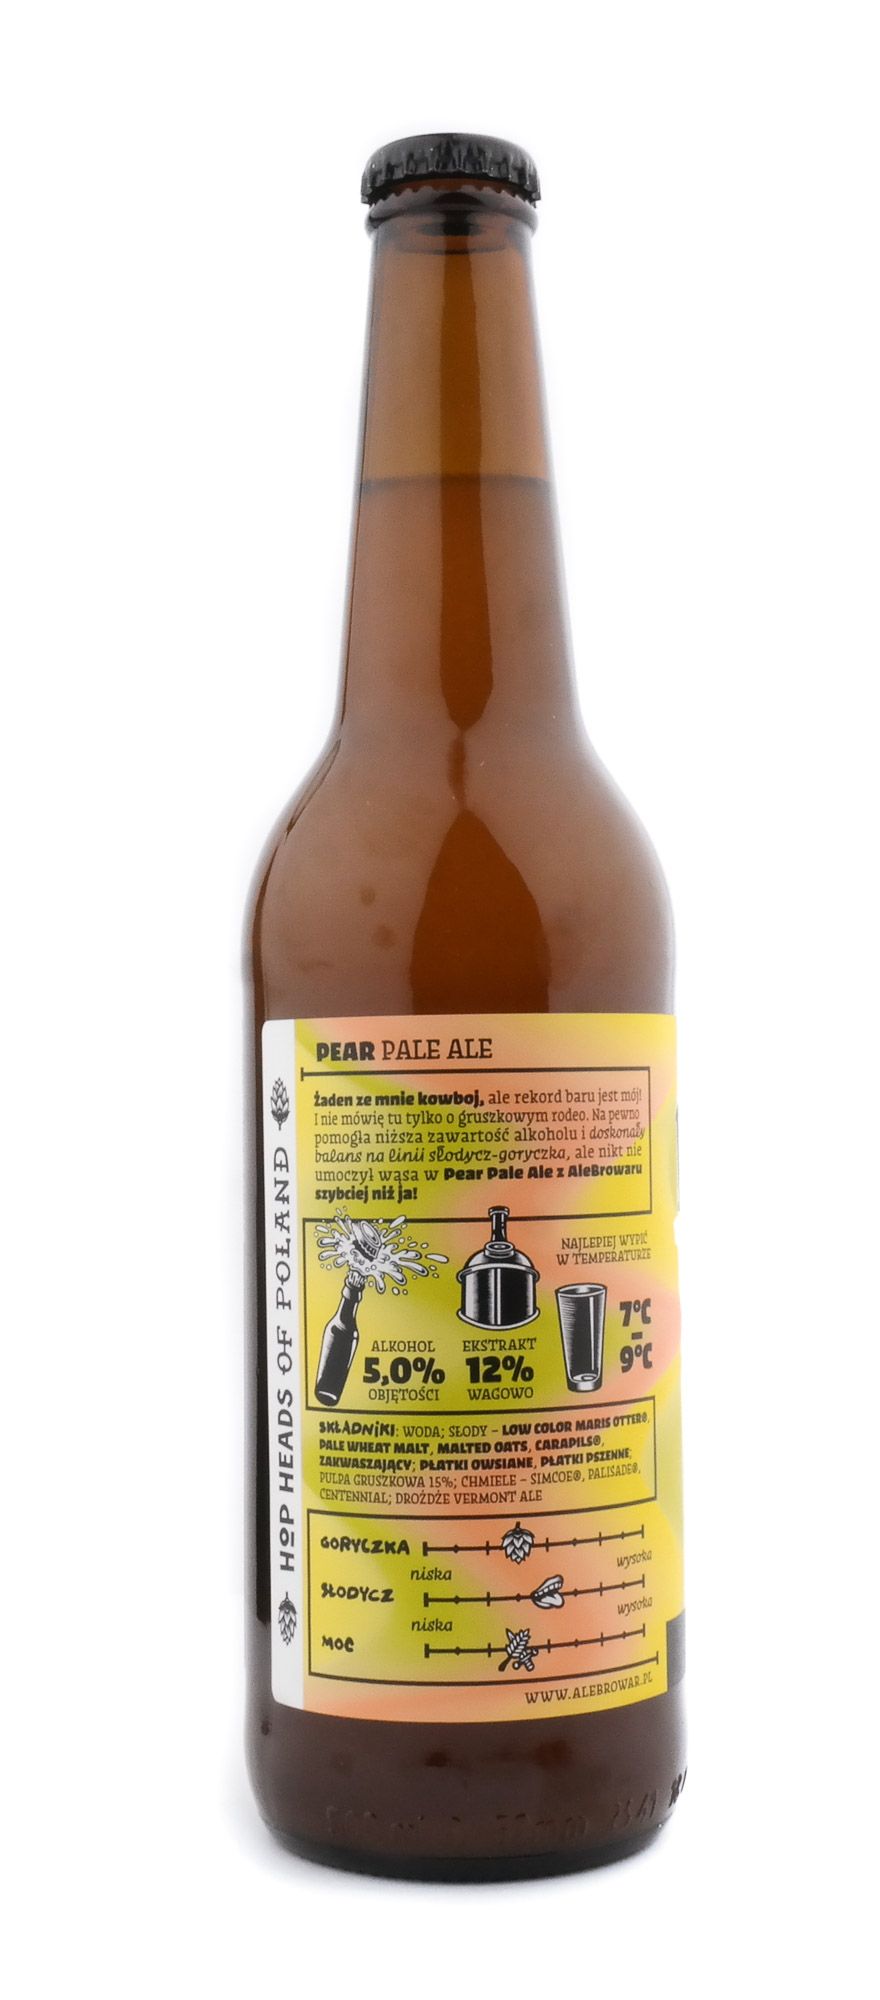 PEAR PALE ALE
Żaden ze mnie kowboj, ale rekord baru jest mój!
I nie mówię tu tylko o gruszkowym rodeo. Na pewno
pomogła niższa zawartość alkoholu i doskonały
balans na linii słodycz-goryczka, ale nikt nie
umoczył wąsa w Pear Pale Ale z AleBrowaru
szybciej niż ja!
NAJLEPIEJ WYPIĆ
W TEMPERATURZE
7°C
–
9°C
ALKOHOL
5,0%
OBJĘTOŚCI
EKSTRAKT
12%
WAGOWO
SKŁADNIKI: WODA; SŁODY – LOW COLOR MARIS OTTER®,
PALE WHEAT MALT, MALTED OATS, CARAPILS®,
ZAKWASZAJĄCY; PŁATKI OWSIANE, PŁATKI PSZENNE;
PULPA GRUSZKOWA 15%; CHMIELE – SIMCOE®, PALISADE®,
CENTENNIAL; DROŻDŻE VERMONT ALE
GORYCZKA
niska
wysoka
SŁODYCZ
niska
wysoka
MOC
WWW.ALEBROWAR.PL
HOP HEADS OF POLAND